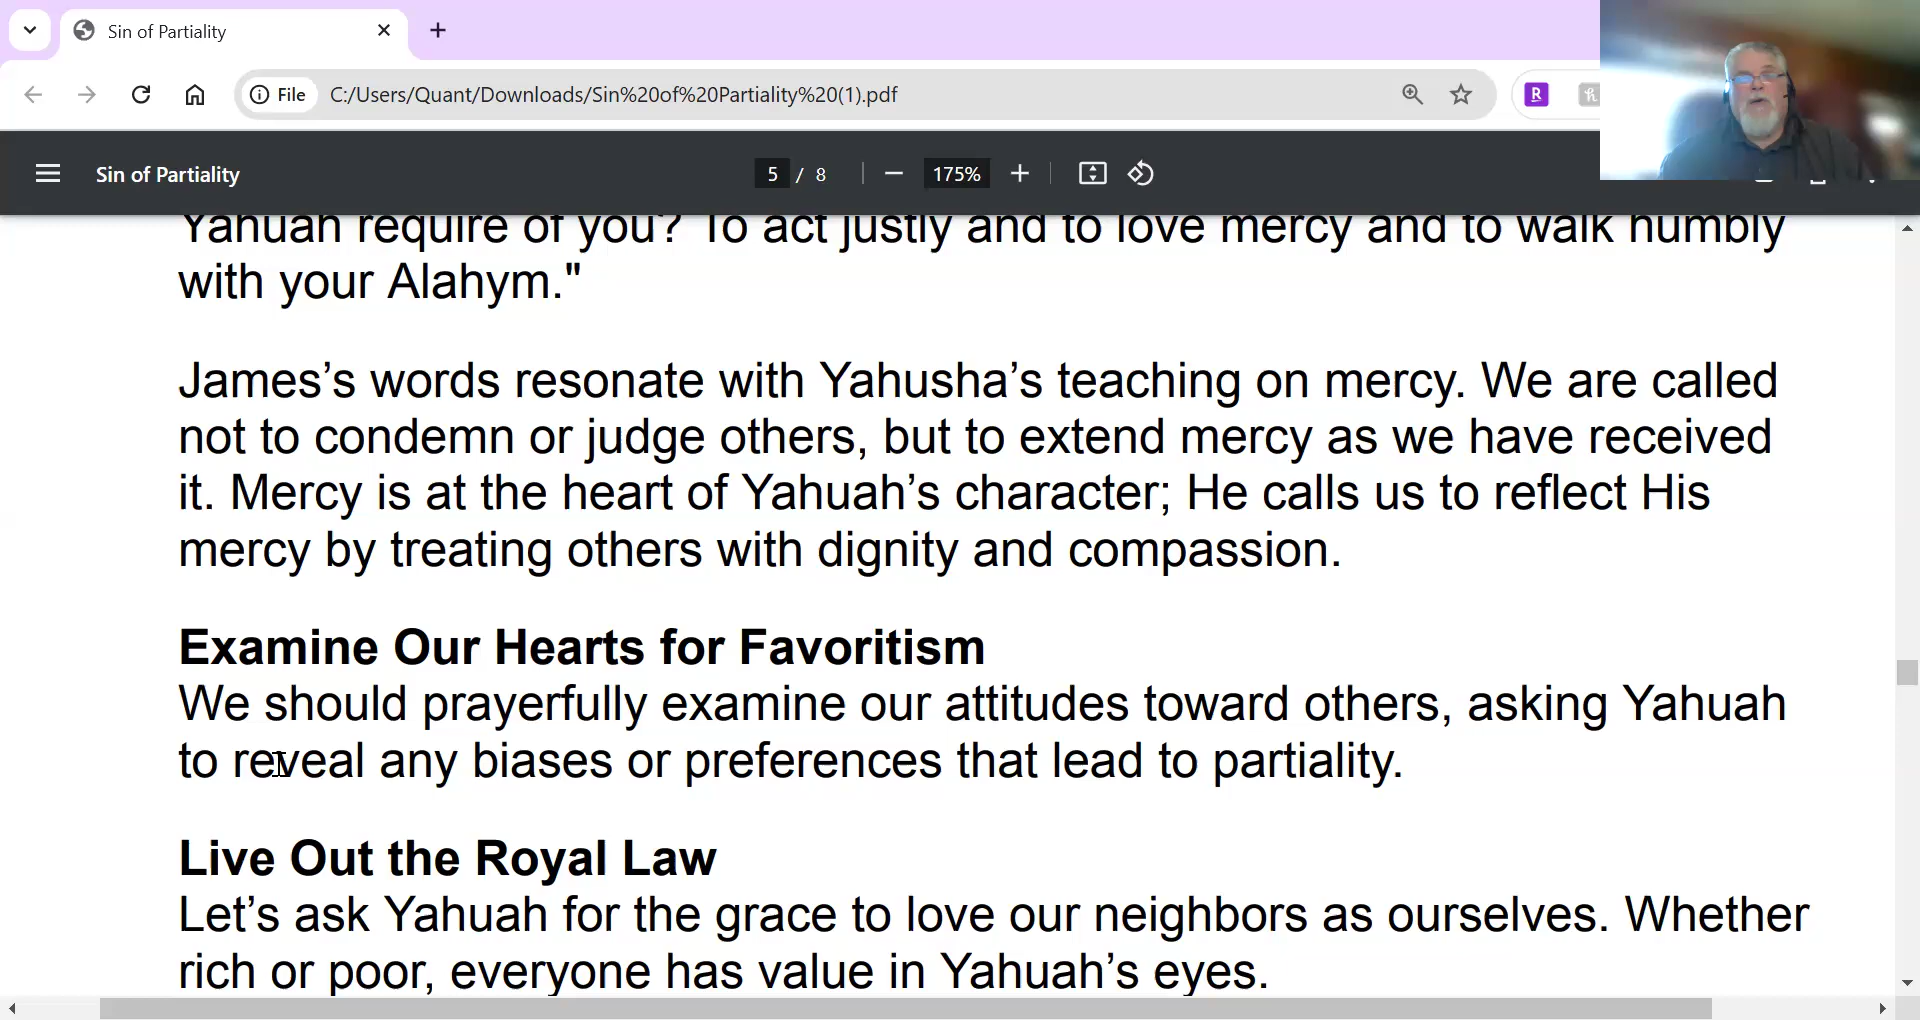 Sin of Partiality
File
C:/Users/Quant/Downloads/Sin%20of%20Partiality%20(1).pdf
R
Sin of Partiality
5 / 8
175%
Yahuah require of you? To act justly and to love mercy and to walk humbly
with your Alahym."
James’s words resonate with Yahusha’s teaching on mercy. We are called
not to condemn or judge others, but to extend mercy as we have received
it. Mercy is at the heart of Yahuah’s character; He calls us to reflect His
mercy by treating others with dignity and compassion.
Examine Our Hearts for Favoritism
We should prayerfully examine our attitudes toward others, asking Yahuah
to reveal any biases or preferences that lead to partiality.
Live Out the Royal Law
Let’s ask Yahuah for the grace to love our neighbors as ourselves. Whether
rich or poor, everyone has value in Yahuah’s eyes.